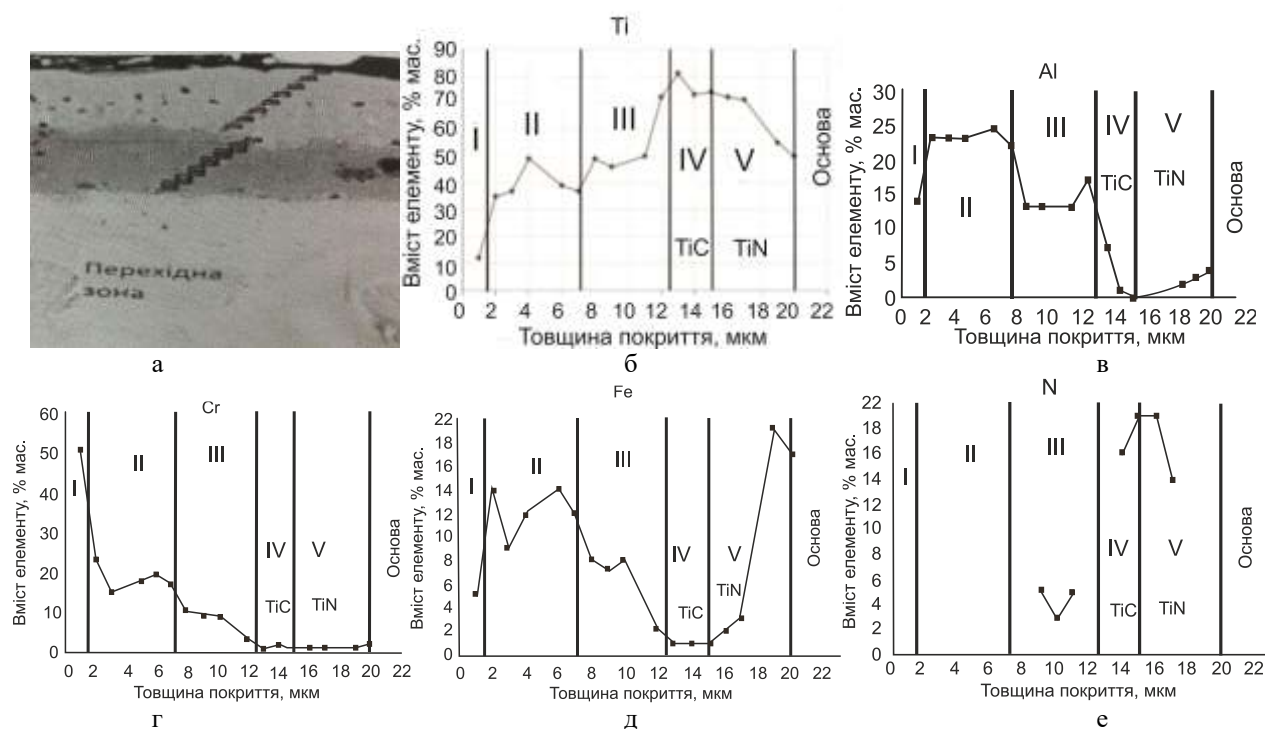 Перехідна
зона
а
Ti
Вміст елементу, % мас.
90
80
70
60
50
40
30
20
10
0
I
II
III
IV
V
TiC
TiN
Основа
0 2 4 6 8 10 12 14 16 18 20 22
Товщина покриття, мкм
б
Al
Вміст елементу, % мас.
30
25
20
15
10
5
0
I
II
III
IV
V
TiC
TiN
Основа
0 2 4 6 8 10 12 14 16 18 20 22
Товщина покриття, мкм
в
Cr
Вміст елементу, % мас.
60
50
40
30
20
10
0
I
II
III
IV
V
TiC
TiN
Основа
0 2 4 6 8 10 12 14 16 18 20 22
Товщина покриття, мкм
г
Fe
Вміст елементу, % мас.
22
20
18
16
14
12
10
8
6
4
2
0
I
II
III
IV
V
TiC
TiN
Основа
0 2 4 6 8 10 12 14 16 18 20 22
Товщина покриття, мкм
д
N
Вміст елементу, % мас.
22
20
18
16
14
12
10
8
6
4
2
0
I
II
III
IV
V
TiC
TiN
Основа
0 2 4 6 8 10 12 14 16 18 20 22
Товщина покриття, мкм
е